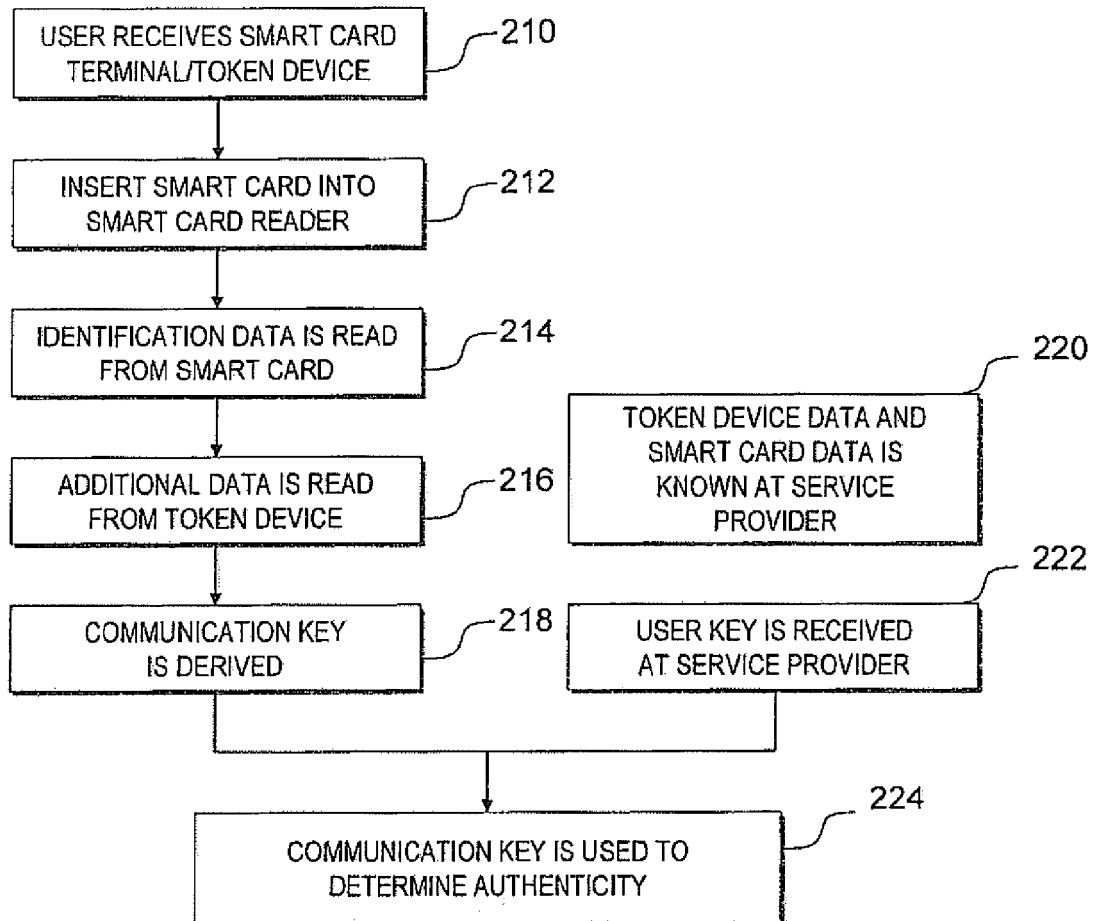 USER RECEIVES SMART CARD
TERMINAL/TOKEN DEVICE
210
INSERT SMART CARD INTO
SMART CARD READER
212
IDENTIFICATION DATA IS READ
FROM SMART CARD
214
ADDITIONAL DATA IS READ
FROM TOKEN DEVICE
216
220
TOKEN DEVICE DATA AND
SMART CARD DATA IS
KNOWN AT SERVICE
PROVIDER
COMMUNICATION KEY
IS DERIVED
218
222
USER KEY IS RECEIVED
AT SERVICE PROVIDER
224
COMMUNICATION KEY IS USED TO
DETERMINE AUTHENTICITY